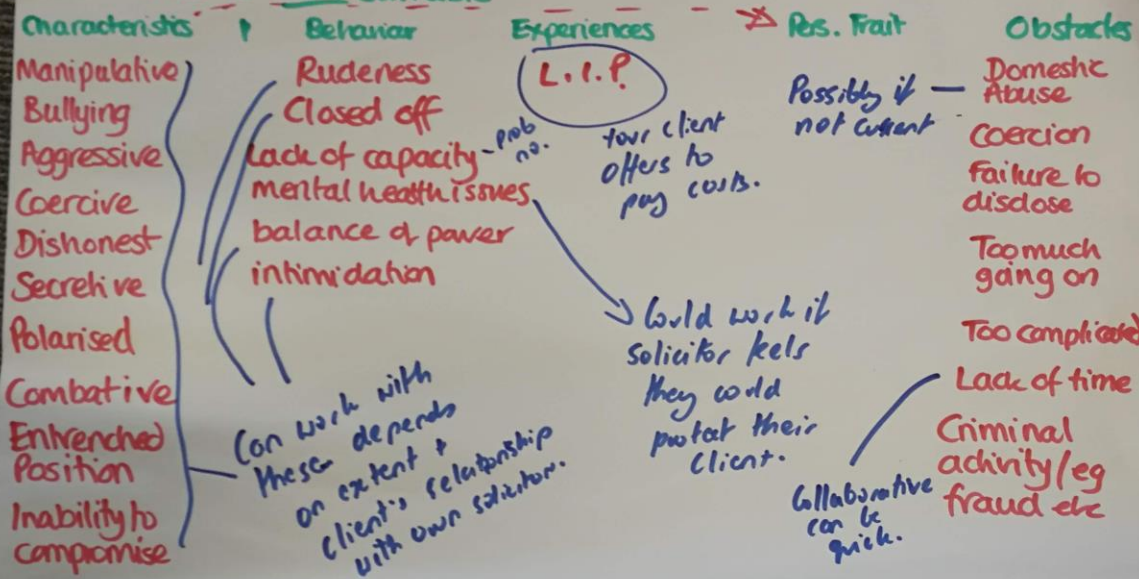 Characteristics
Manipulative
Bullying
Aggressive
Coercive
Dishonest
Secretive
Polarised
Combative
Entrenched
Position
Inability to
compromise
Behaviour
Rudeness
Closed off
Lack of capacity - prob
no.
mental health issues
balance of power
intimidation
Can work with
these depends
on extent +
client's relationship
with own solicitor.
Experiences
L.I.P.
Your client
offers to
pay costs.
Could work if
solicitor feels
they could
protect their
client.
Pers. Trait
Possibly if
not current
Obstacles
Domestic
Abuse
Coercion
Failure to
disclose
Too much
going on
Too complicated
Lack of time
Criminal
activity/eg
fraud etc
Collaborative
can be
quick.